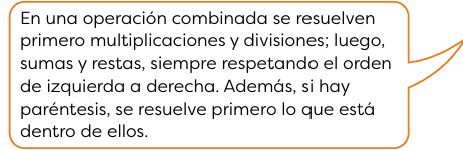 En una operación combinada se resuelven
primero multiplicaciones y divisiones; luego,
sumas y restas, siempre respetando el orden
de izquierda a derecha. Además, si hay
paréntesis, se resuelve primero lo que está
dentro de ellos.